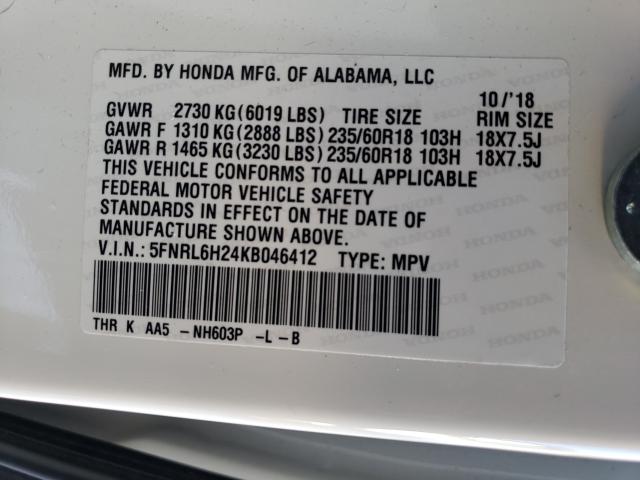 MFD. BY HONDA MFG. OF ALABAMA, LLC
10/'18
GVWR 2730 KG(6019 LBS) TIRE SIZE RIM SIZE
GAWR F 1310 KG(2888 LBS) 235/60R18 103H 18X7.5J
GAWR R 1465 KG(3230 LBS) 235/60R18 103H 18X7.5J
THIS VEHICLE CONFORMS TO ALL APPLICABLE
FEDERAL MOTOR VEHICLE SAFETY
STANDARDS IN EFFECT ON THE DATE OF
MANUFACTURE SHOWN ABOVE.
V.I.N.: 5FNRL6H24KB046412 TYPE: MPV
THR K AA5 -NH603P -L -B